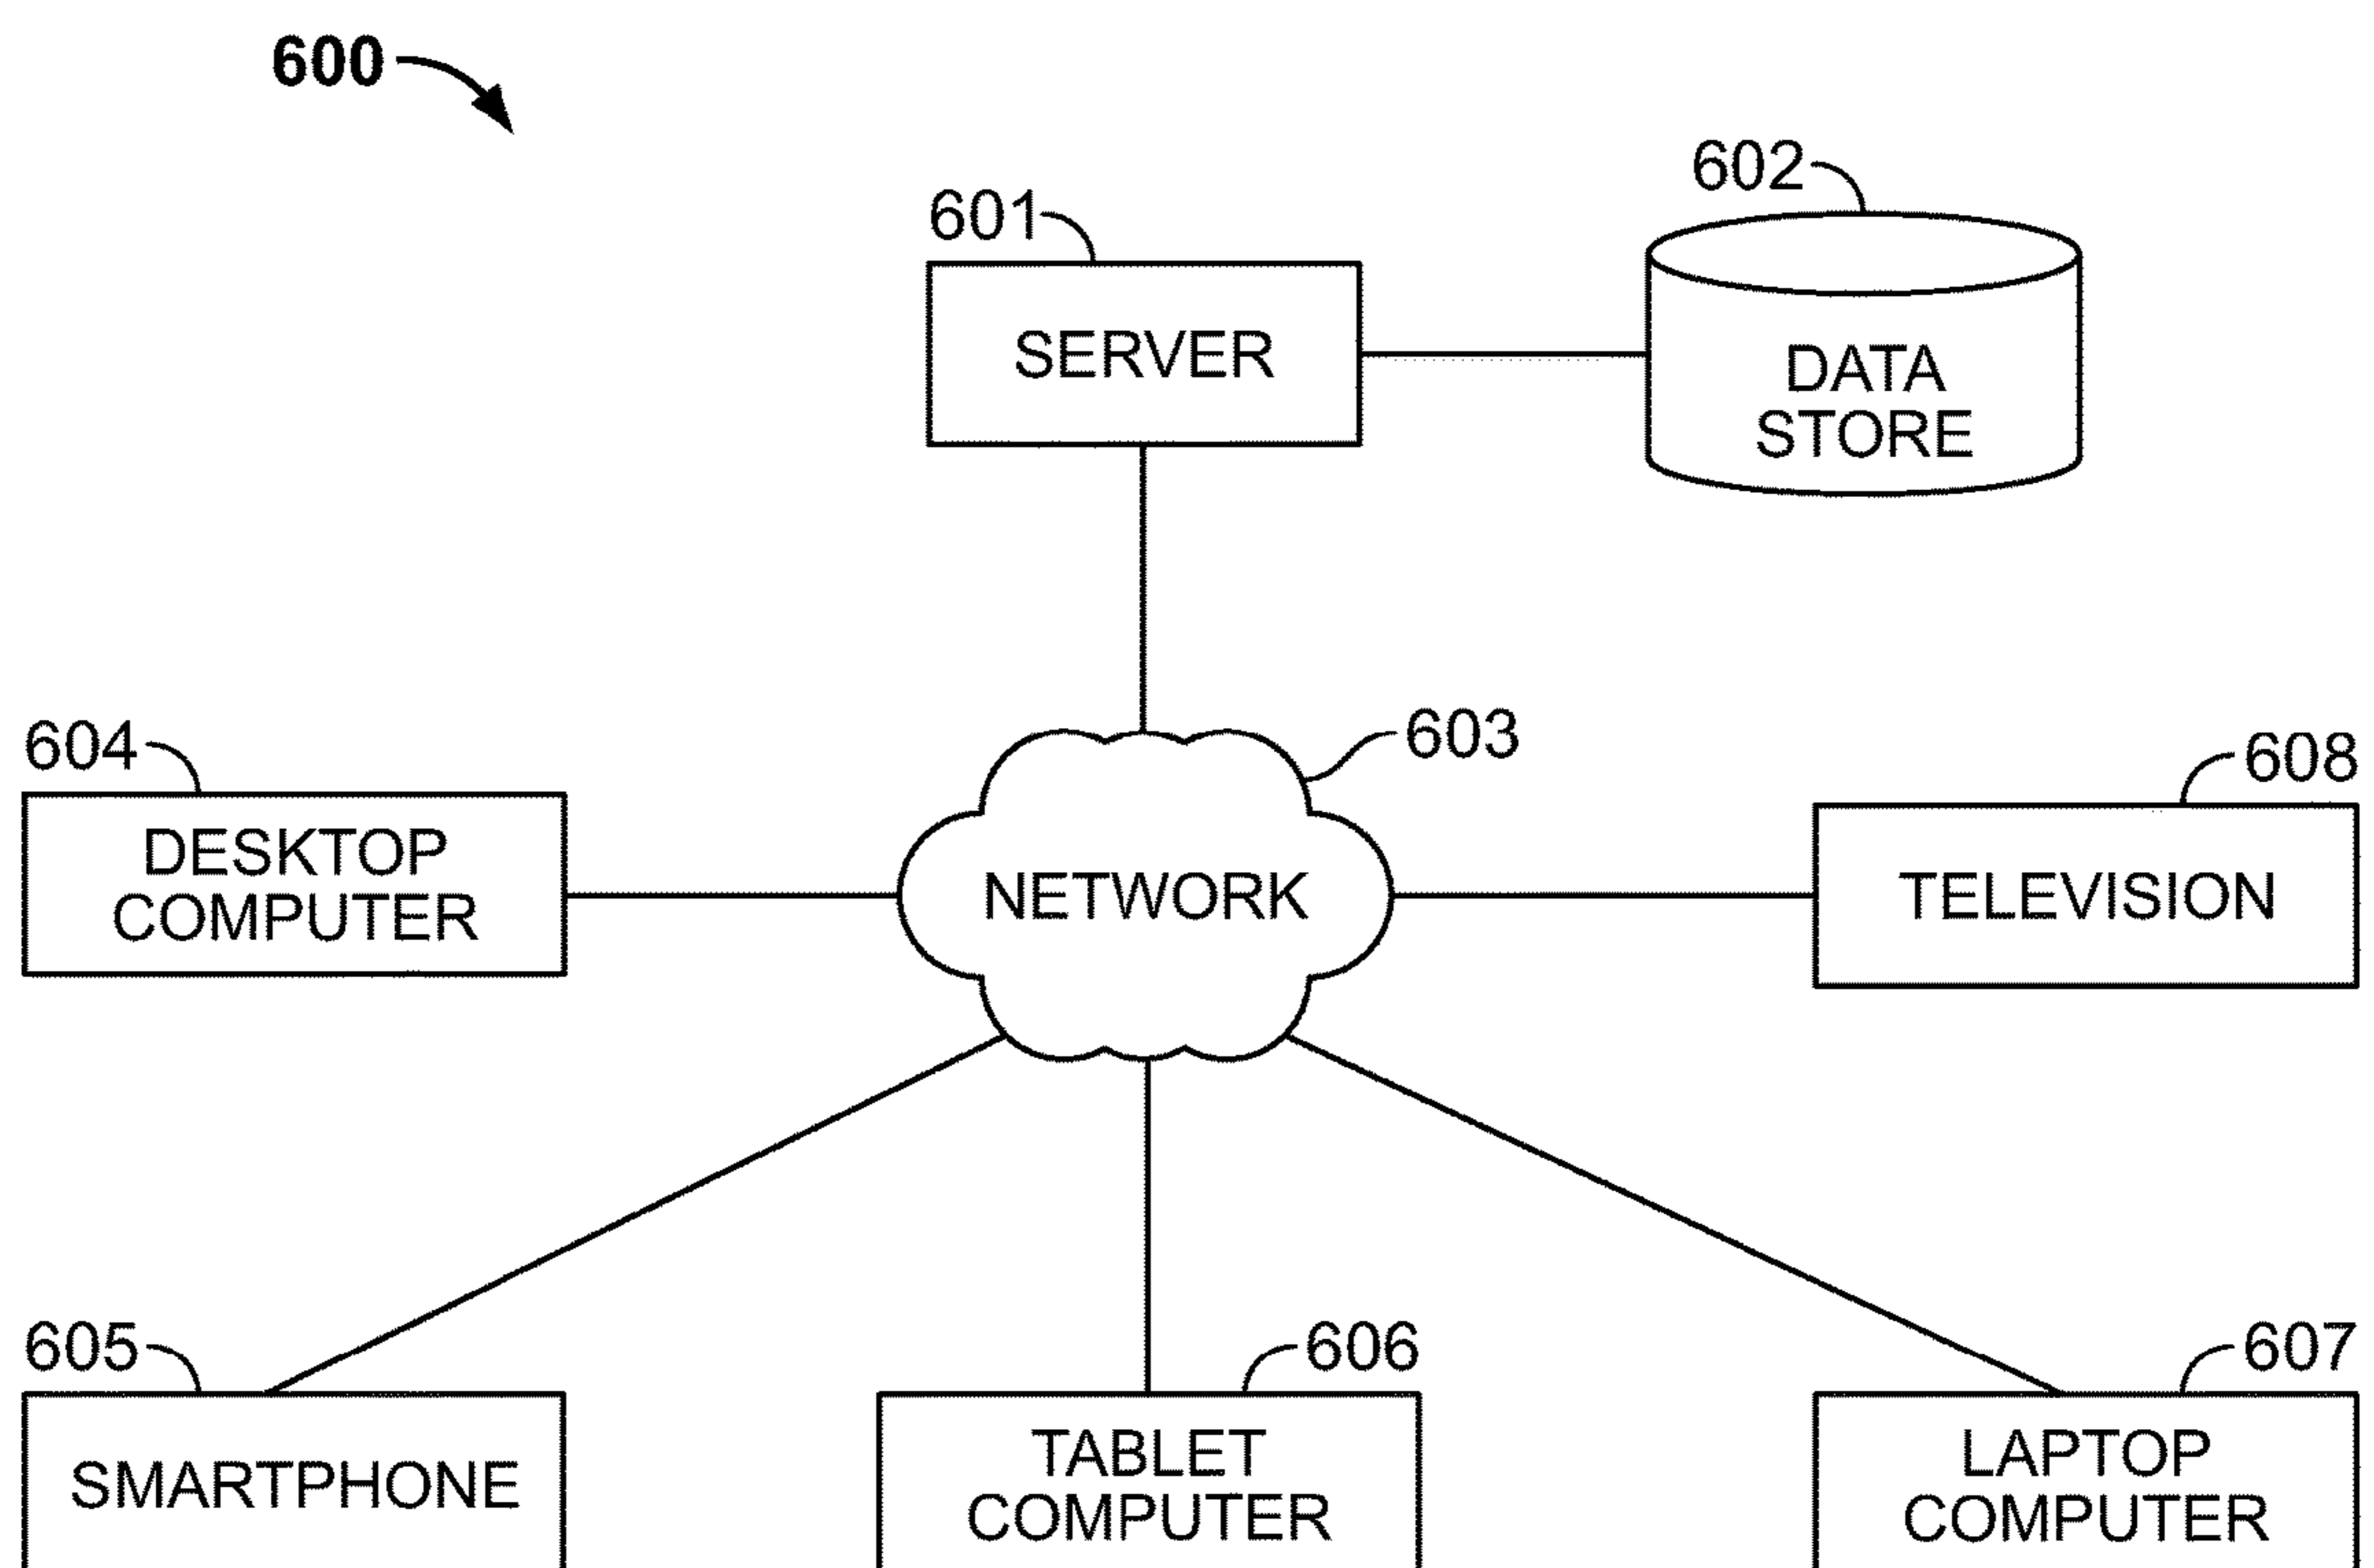 600
602
601
SERVER
DATA
STORE
603
604
608
DESKTOP
COMPUTER
NETWORK
TELEVISION
605
606
607
SMARTPHONE
TABLET
COMPUTER
LAPTOP
COMPUTER